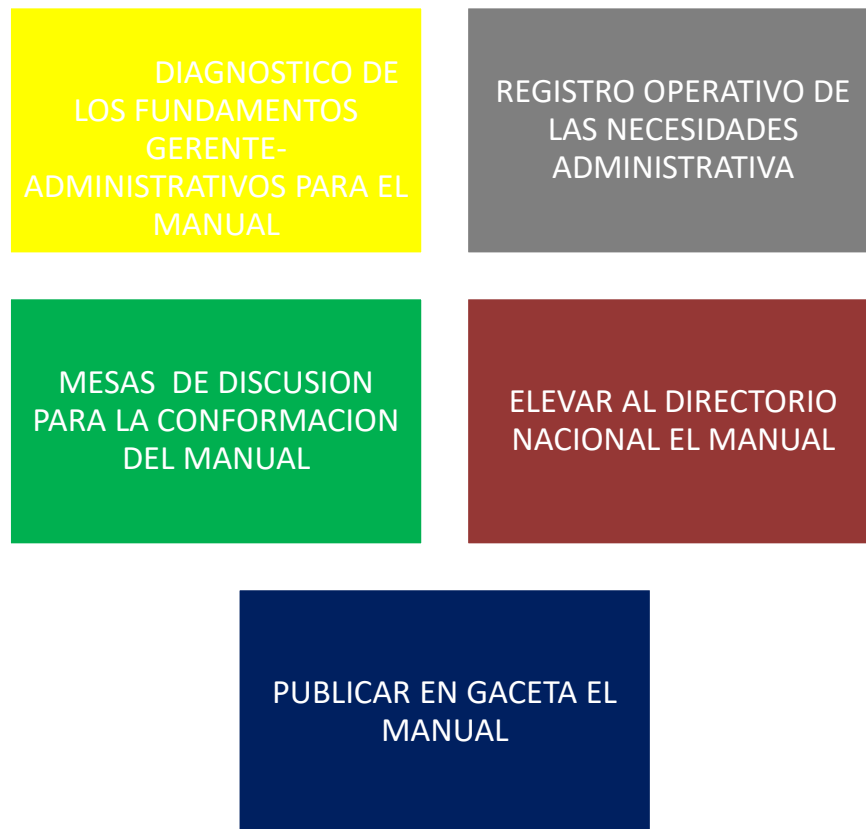 DIAGNOSTICO DE
LOS FUNDAMENTOS
GERENTE-
ADMINISTRATIVOS PARA EL
MANUAL
REGISTRO OPERATIVO DE
LAS NECESIDADES
ADMINISTRATIVA
MESAS DE DISCUSION
PARA LA CONFORMACION
DEL MANUAL
ELEVAR AL DIRECTORIO
NACIONAL EL MANUAL
PUBLICAR EN GACETA EL
MANUAL